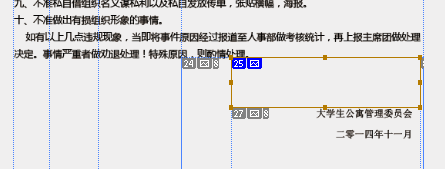 九、不准私自借组织名义谋私利以及私自发放传单，张贴横幅，海报。
十、不准做出有损组织形象的事情。
如有以上几点违规现象，当即将事件原因经过报道至人事部做考核统计，再上报主席团做处理
决定。事情严重者做劝退处理！特殊原因，则酌情处理。
24
25
27
大学生公寓管理委员会
二零一四年十一月